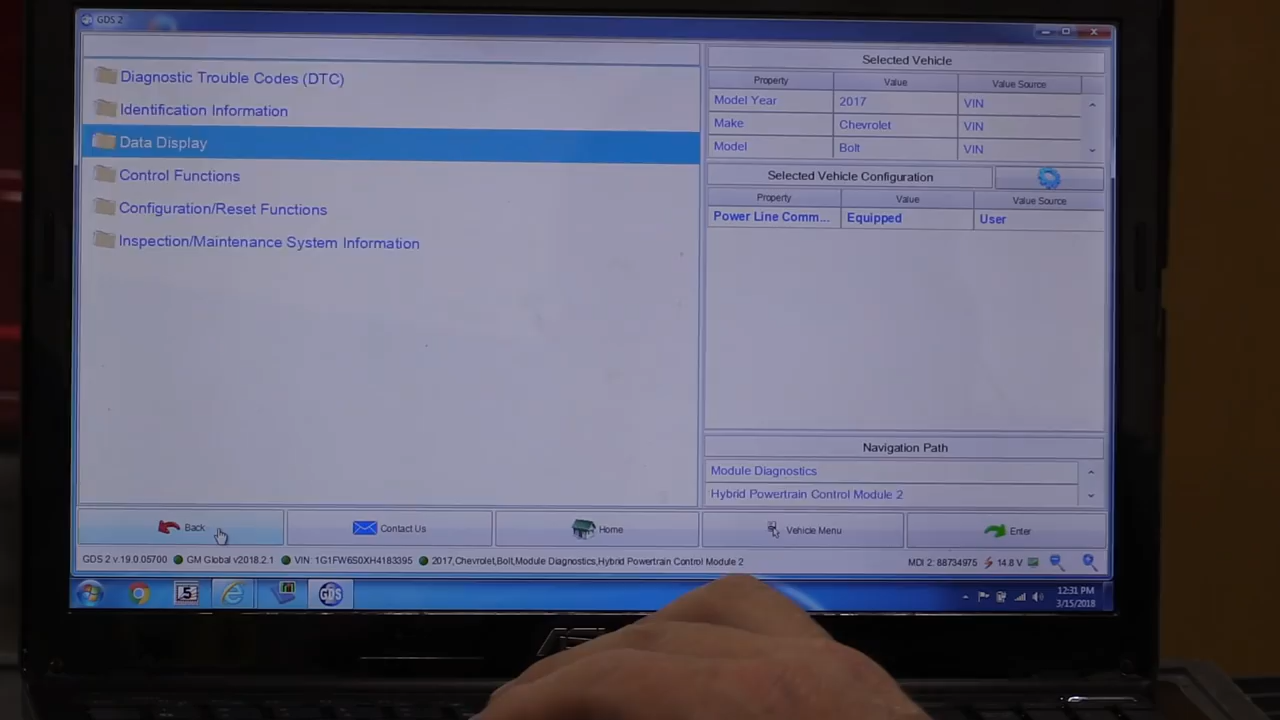 GDS 2
Diagnostic Trouble Codes (DTC)
Identification Information
Data Display
Control Functions
Configuration/Reset Functions
Inspection/Maintenance System Information
Selected Vehicle
Property Value Value Source
Model Year 2017 VIN
Make Chevrolet VIN
Model Bolt VIN
Selected Vehicle Configuration
Property Value Value Source
Power Line Comm... Equipped User
Navigation Path
Module Diagnostics
Hybrid Powertrain Control Module 2
Back Contact Us Home Vehicle Menu Enter
GDS 2 v.19.0.05700 GM Global v2018.2.1 VIN 1G1FW6S0XH4183395 2017,Chevrolet,Bolt,Module Diagnostics,Hybrid Powertrain Control Module 2 MDI 2: 88734975 14.8 V
GDS
12:31 PM
3/15/2018